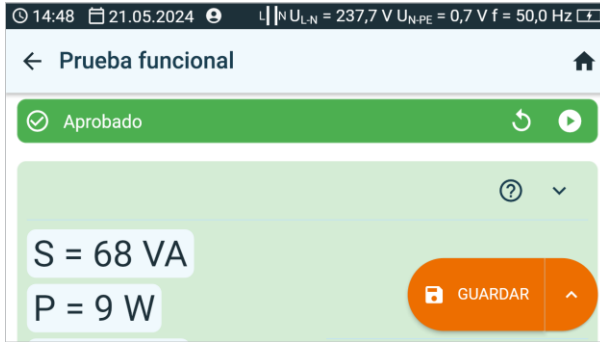 14:48 21.05.2024 L||N U L-N = 237,7 V U N-PE = 0,7 V f = 50,0 Hz
Prueba funcional
Aprobado
S = 68 VA
P = 9 W
GUARDAR